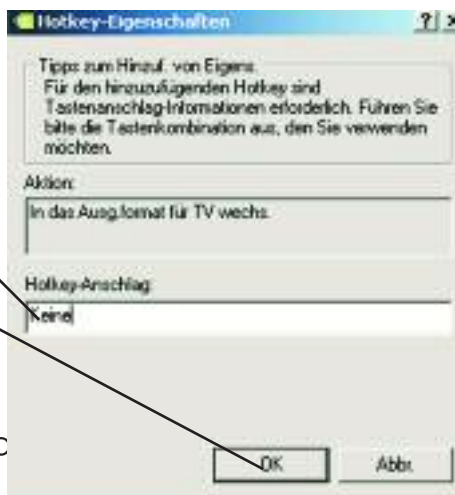 Hotkey-Eigenschaften
Tipps zum Hinzuf. von Eigens.
Für den hinzuzufügenden Hotkey sind
Tastenanschlag-Informationen erforderlich. Führen Sie
bitte die Tastenkombination aus, den Sie verwenden
möchten.
Aktion:
In das Ausg.format für TV wechs.
Hotkey-Anschlag:
Keine
OK
Abbr.